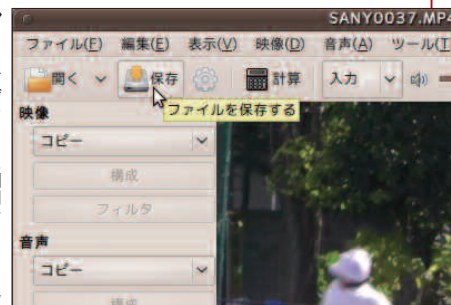 SANY0037.MP4
ファイル(F) 編集(E) 表示(V) 映像(D) 音声(A) ツール(T
開く 保存 計算 入力
ファイルを保存する
映像
コピー
構成
フィルタ
音声
コピー
構成